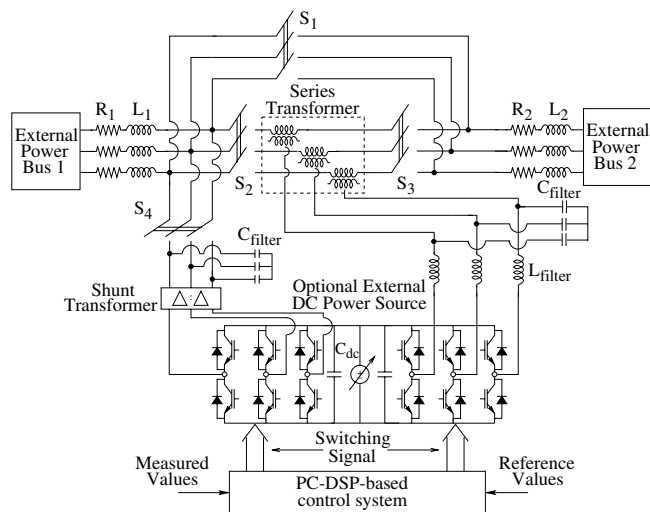 S1
Series
Transformer
R1 L1
R2 L2
External
Power
Bus 1
External
Power
Bus 2
S2
S3
Cfilter
S4
Cfilter
Lfilter
Shunt
Transformer
Δ:Δ
Optional External
DC Power Source
Cdc
+
Switching
Signal
Measured
Values
Reference
Values
PC-DSP-based
control system